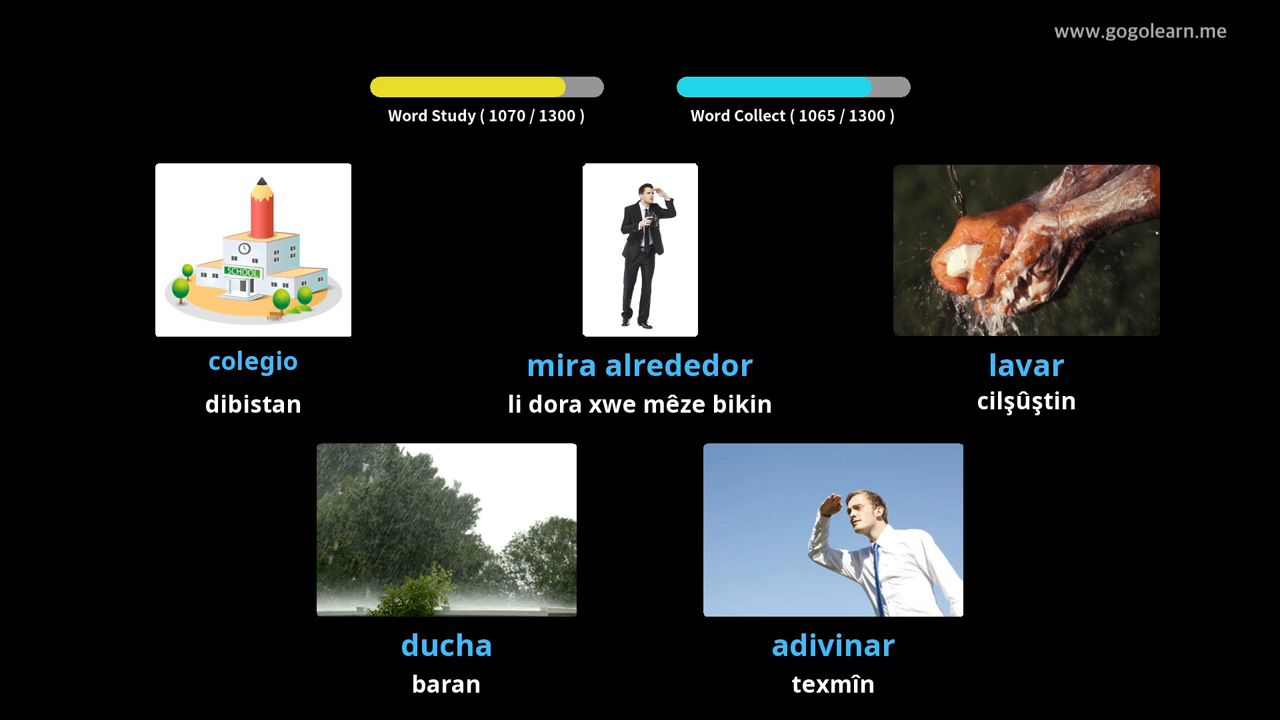 www.gogolearn.me
Word Study ( 1070 / 1300 )
Word Collect ( 1065 / 1300 )
SCHOOL
colegio
mira alrededor
lavar
dibistan
li dora xwe mêze bikin
cilşûştin
ducha
adivinar
baran
texmîn